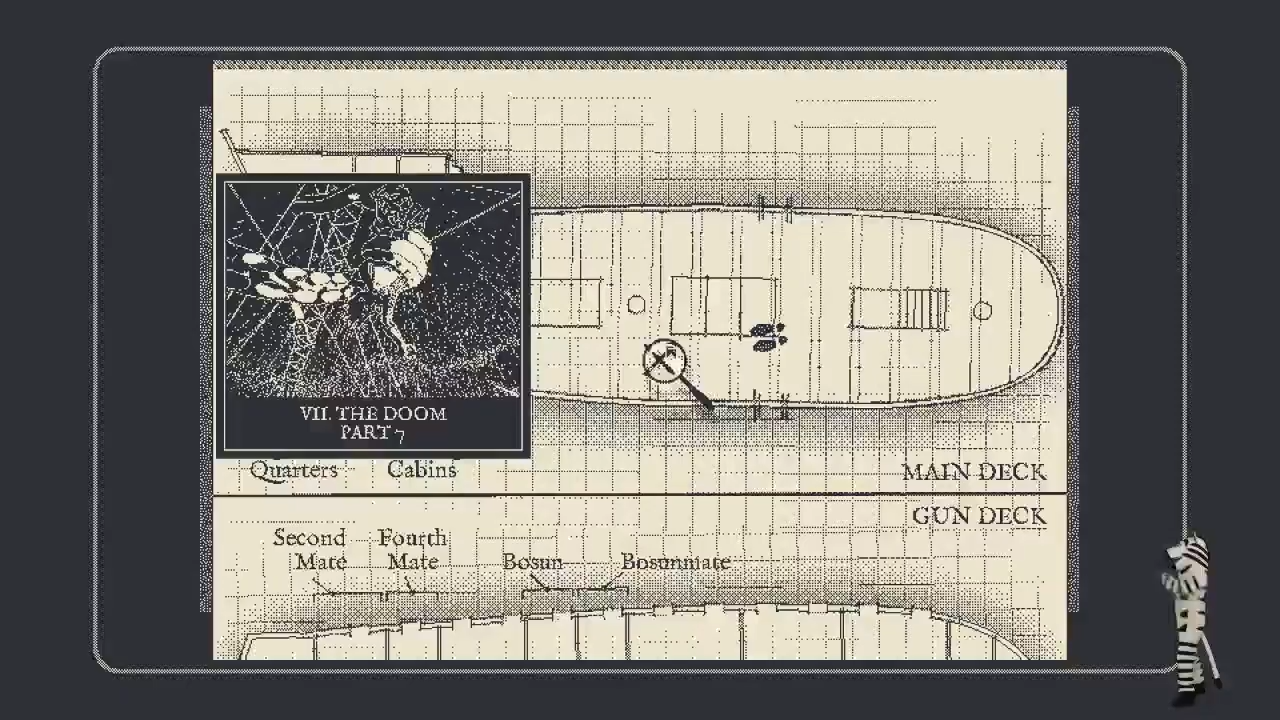 VII. THE DOOM
PART 7
Quarters
Cabins
MAIN DECK
GUN DECK
Second
Mate
Fourth
Mate
Bosun
Bosunmate